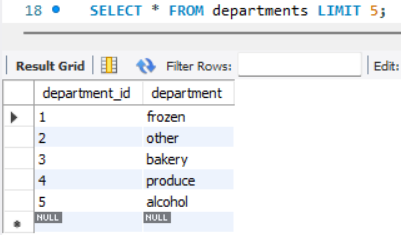 18 SELECT * FROM departments LIMIT 5;
Result Grid Filter Rows: Edit:
department_id department
1 frozen
2 other
3 bakery
4 produce
5 alcohol
NULL NULL